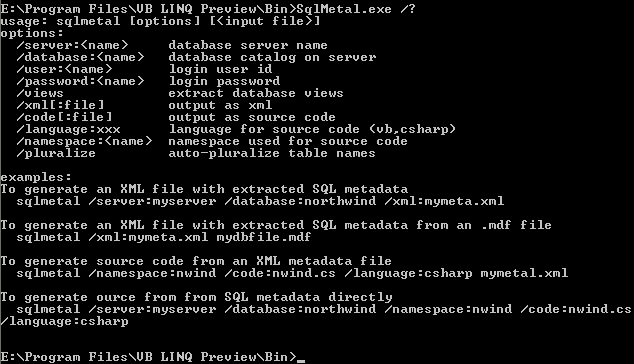 E:\Program Files\VB LINQ Preview\Bin>SqlMetal.exe /?
usage: sqlmetal [options] [<input file>]
options:
  /server:<name>     database server name
  /database:<name>   database catalog on server
  /user:<name>       login user id
  /password:<name>   login password
  /views             extract database views
  /xml[:file]        output as xml
  /code[:file]       output as source code
  /language:xxx      language for source code (vb,csharp)
  /namespace:<name>  namespace used for source code
  /pluralize         auto-pluralize table names
examples:
To generate an XML file with extracted SQL metadata
  sqlmetal /server:myserver /database:northwind /xml:mymeta.xml
To generate an XML file with extracted SQL metadata from an .mdf file
  sqlmetal /xml:mymeta.xml mydbfile.mdf
To generate source code from an XML metadata file
  sqlmetal /namespace:nwind /code:nwind.cs /language:csharp mymetal.xml
To generate ource from from SQL metadata directly
  sqlmetal /server:myserver /database:northwind /namespace:nwind /code:nwind.cs
/language:csharp
E:\Program Files\VB LINQ Preview\Bin>_